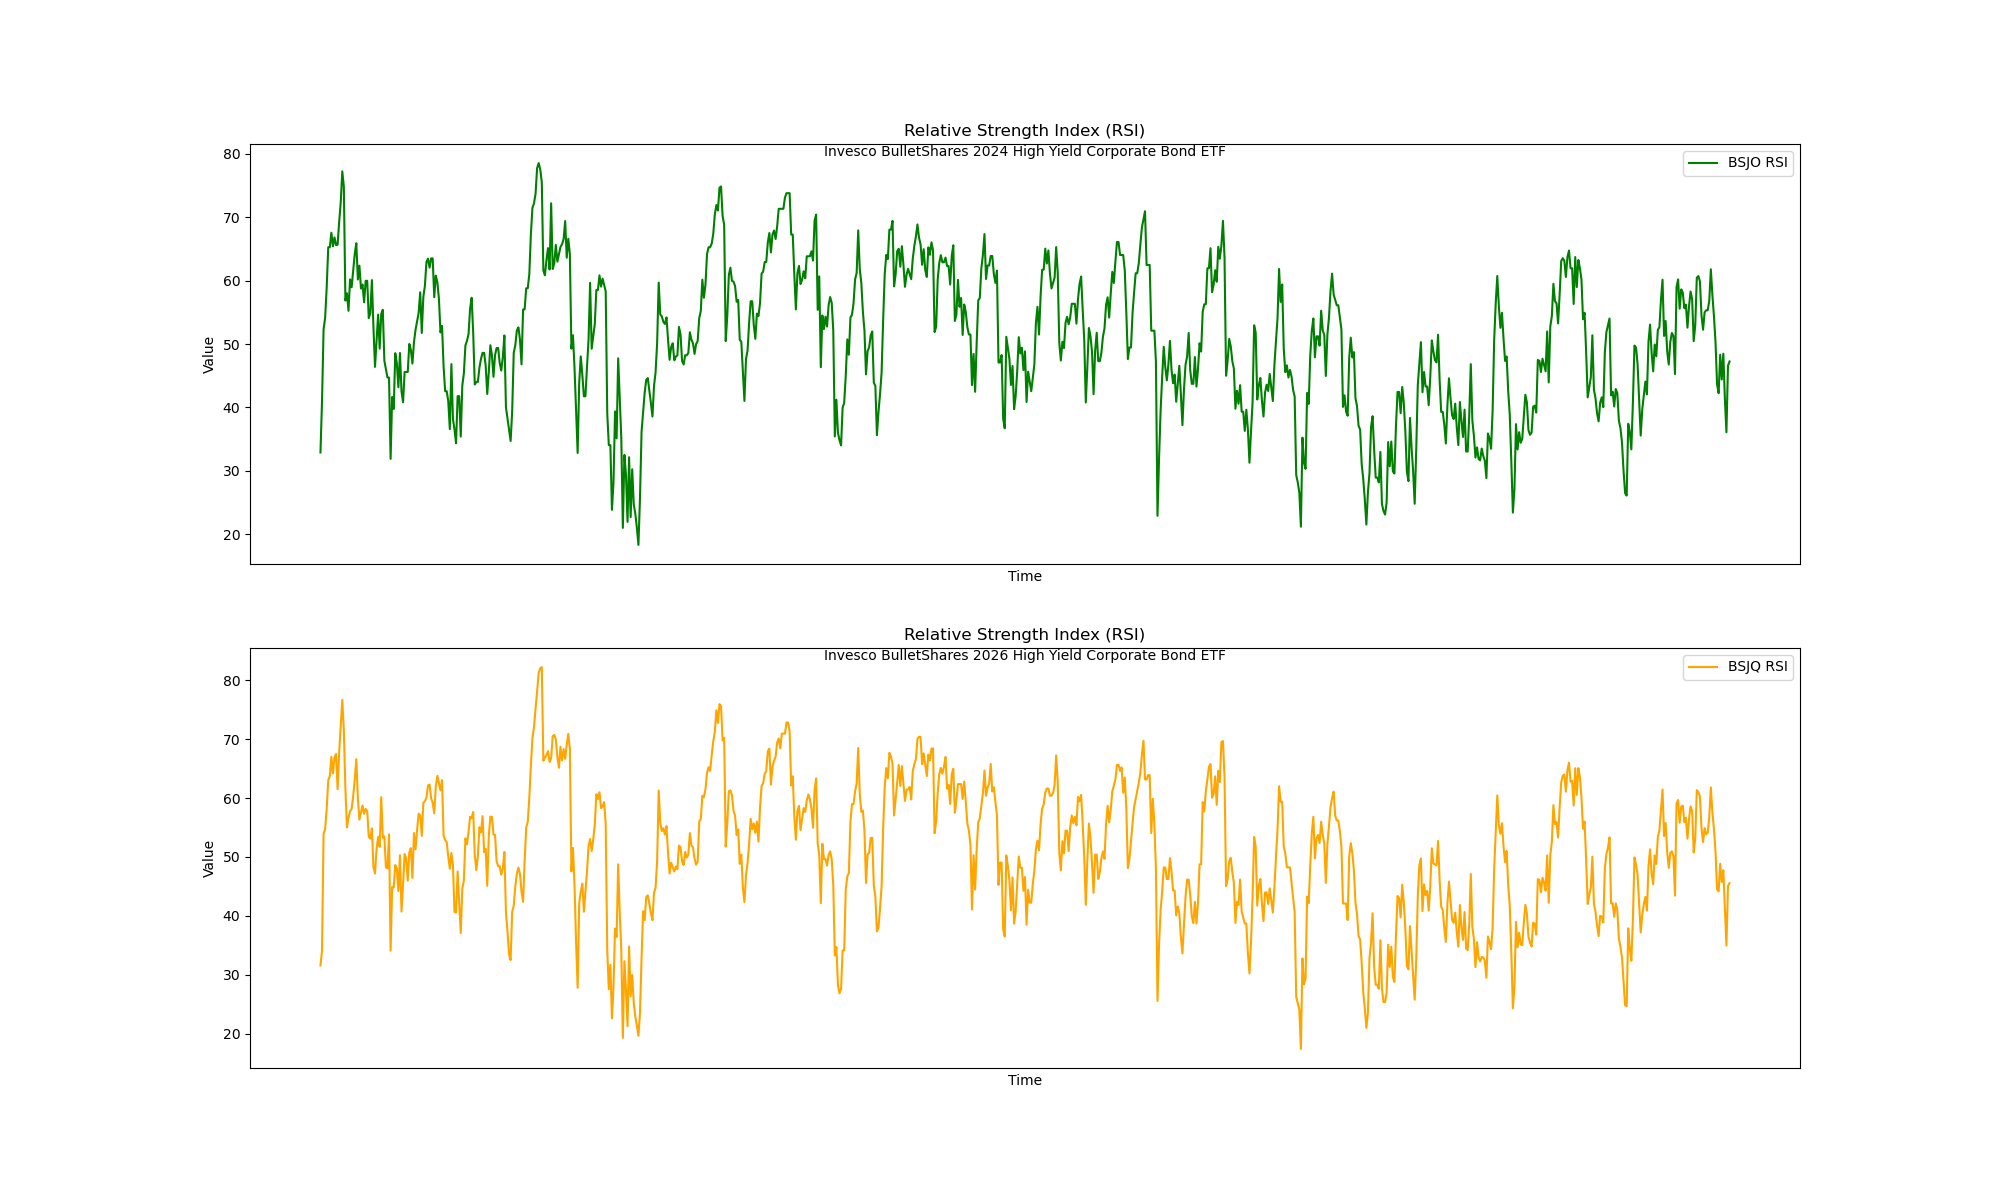 Relative Strength Index (RSI)
Invesco BulletShares 2024 High Yield Corporate Bond ETF
BSJO RSI
80
70
60
50
40
30
20
Value
Time
Relative Strength Index (RSI)
Invesco BulletShares 2026 High Yield Corporate Bond ETF
BSJQ RSI
80
70
60
50
40
30
20
Value
Time